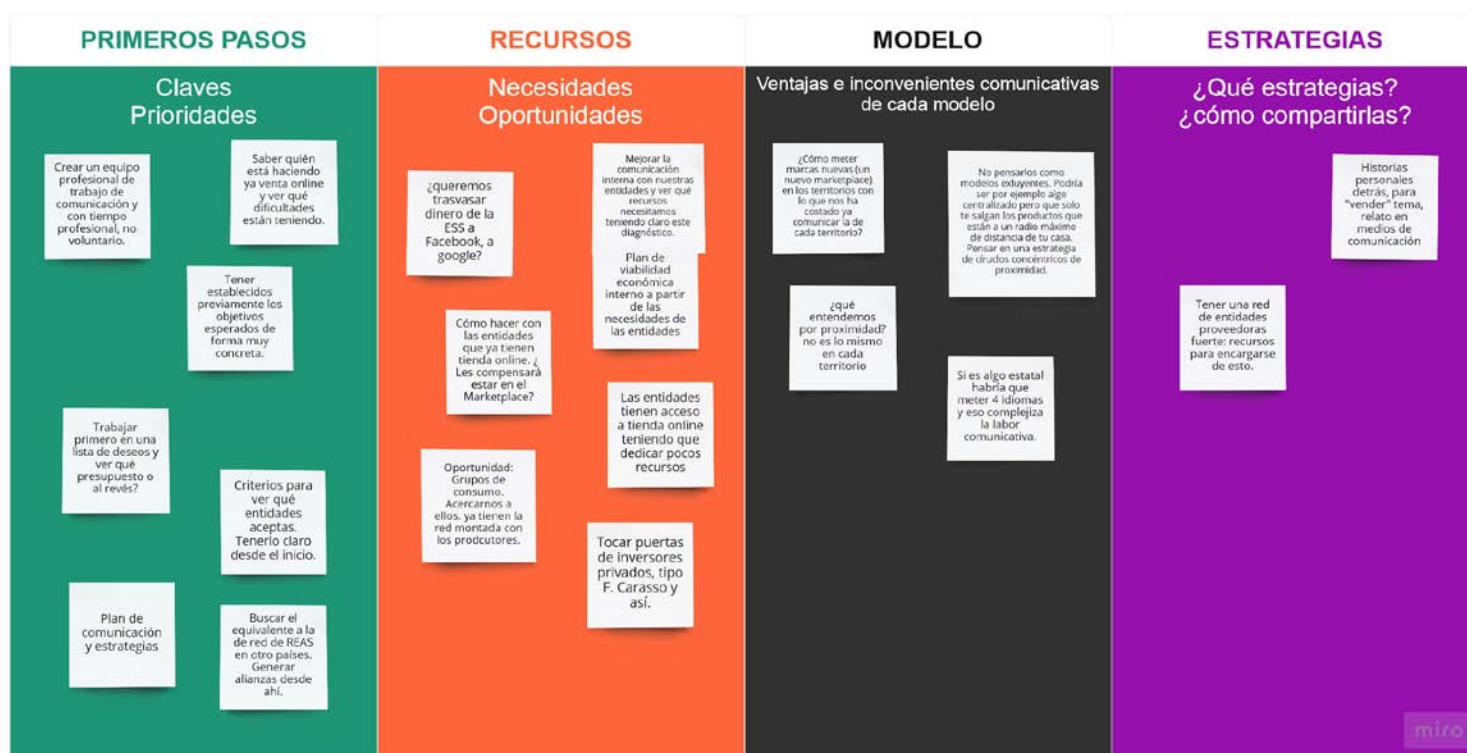 PRIMEROS PASOS
Claves
Prioridades
Crear un equipo
profesional de
trabajo de
comunicación y
con tiempo
profesional, no
voluntario.
Saber quién
está haciendo
ya venta online
y ver qué
dificultades
están teniendo.
Tener
establecidos
previamente los
objetivos
esperados de
forma muy
concreta.
Trabajar
primero en una
lista de deseos y
ver qué
presupuesto o
al revés?
Criterios para
ver qué
entidades
aceptas.
Tenerlo claro
desde el inicio.
Plan de
comunicación
y estrategias
Buscar el
equivalente a la
de red de REAS
en otro países.
Generar
alianzas desde
ahí.
RECURSOS
Necesidades
Oportunidades
¿queremos
trasvasar
dinero de la
ESS a
Facebook, a
google?
Mejorar la
comunicación
interna con nuestras
entidades y ver qué
recursos
necesitamos
teniendo claro este
diagnóstico.
Plan de
viabilidad
económica
interno a partir
de las
necesidades de
las entidades
Cómo hacer con
las entidades
que ya tienen
tienda online. ¿
Les compensará
estar en el
Marketplace?
Las entidades
tienen acceso
a tienda online
teniendo que
dedicar pocos
recursos
Oportunidad:
Grupos de
consumo.
Acercarnos a
ellos. ya tienen la
red montada con
los prodcutores.
Tocar puertas
de inversores
privados, tipo
F. Carasso y
así.
MODELO
Ventajas e inconvenientes comunicativas
de cada modelo
¿Cómo meter
marcas nuevas (un
nuevo marketplace)
en los territorios con
lo que nos ha
costado ya
comunicar la de
cada territorio?
No pensarlos como
modelos exluyentes. Podría
ser por ejemplo algo
centralizado pero que solo
te salgan los productos que
están a un radio máximo
de distancia de tu casa.
Pensar en una estrategia
de círudos concéntricos de
proximidad.
¿qué
entendemos
por proximidad?
no es lo mismo
en cada
territorio
Si es algo estatal
habría que
meter 4 idiomas
y eso complejiza
la labor
comunicativa.
ESTRATEGIAS
¿Qué estrategias?
¿cómo compartirlas?
Historias
personales
detrás, para
"vender" tema,
relato en
medios de
comunicación
Tener una red
de entidades
proveedoras
fuerte: recursos
para encargarse
de esto.
miro